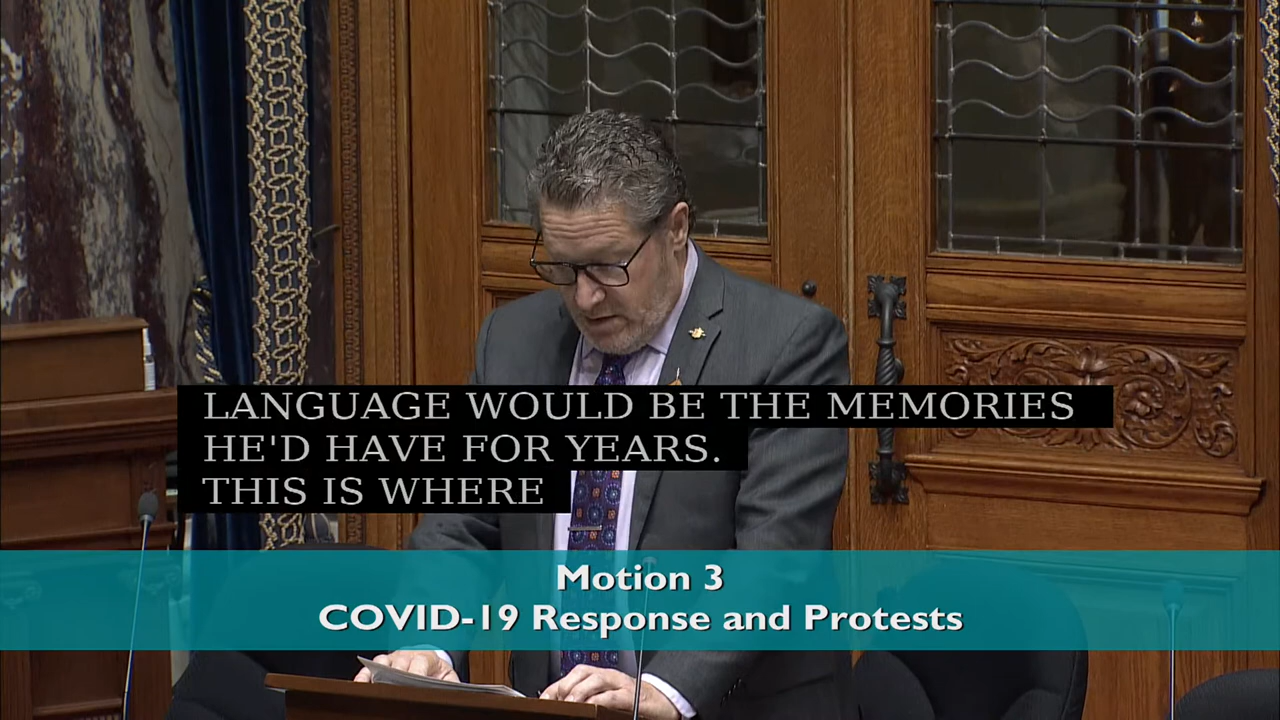 LANGUAGE WOULD BE THE MEMORIES
HE'D HAVE FOR YEARS.
THIS IS WHERE
Motion 3
COVID-19 Response and Protests